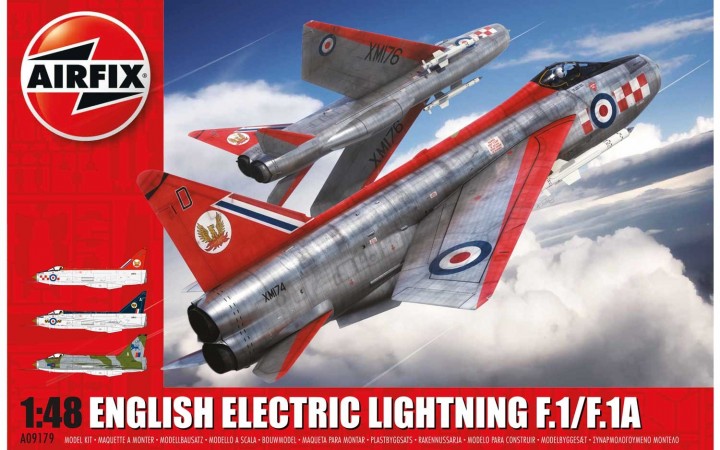 AIRFIX®
XM176
XM176
D
XM174
1:48 ENGLISH ELECTRIC LIGHTNING F.1/F.1A
A09179
MODEL KIT • MAQUETTE A MONTER • MODELLBAUSATZ • MODELLO A SCALA • BOUWMODEL • MAQUETA PARA MONTAR • PLASTBYGGSATS • RAKENNUSSARJA • MODELO PARA CONSTRUIR • MODELBYGGESÆT • ΣΥΝΑΡΜΟΛΟΓΟΥΜΕΝΟ ΜΟΝΤΕΛΟ